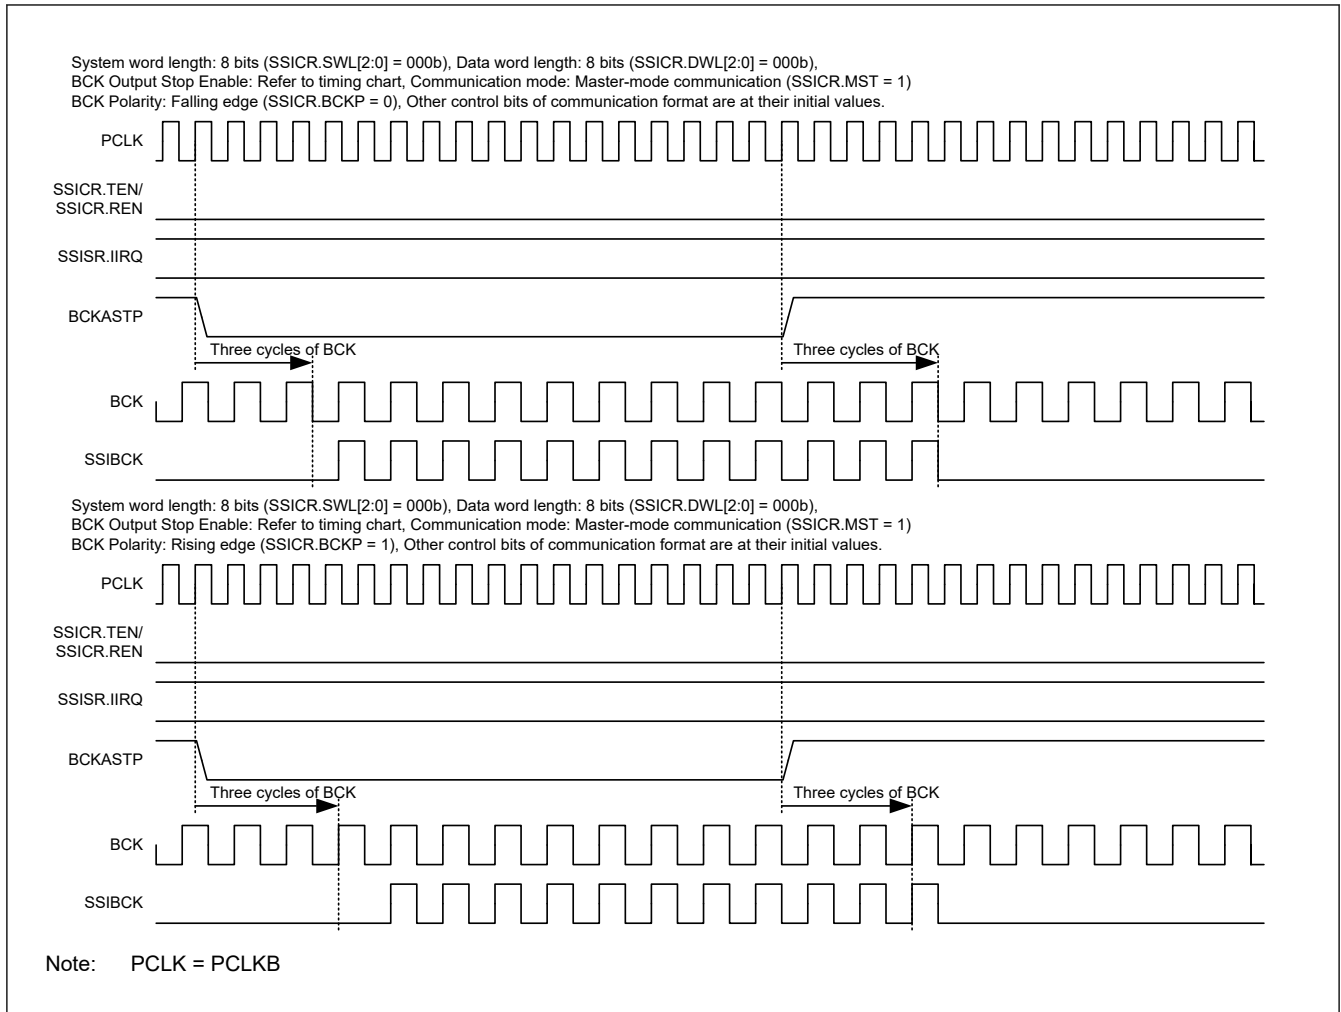 System word length: 8 bits (SSICR.SWL[2:0] = 000b), Data word length: 8 bits (SSICR.DWL[2:0] = 000b),
BCK Output Stop Enable: Refer to timing chart, Communication mode: Master-mode communication (SSICR.MST = 1)
BCK Polarity: Falling edge (SSICR.BCKP = 0), Other control bits of communication format are at their initial values.
PCLK
SSICR.TEN/
SSICR.REN
SSISR.IIRQ
BCKASTP
Three cycles of BCK
Three cycles of BCK
BCK
SSIBCK
System word length: 8 bits (SSICR.SWL[2:0] = 000b), Data word length: 8 bits (SSICR.DWL[2:0] = 000b),
BCK Output Stop Enable: Refer to timing chart, Communication mode: Master-mode communication (SSICR.MST = 1)
BCK Polarity: Rising edge (SSICR.BCKP = 1), Other control bits of communication format are at their initial values.
PCLK
SSICR.TEN/
SSICR.REN
SSISR.IIRQ
BCKASTP
Three cycles of BCK
Three cycles of BCK
BCK
SSIBCK
Note: PCLK = PCLKB